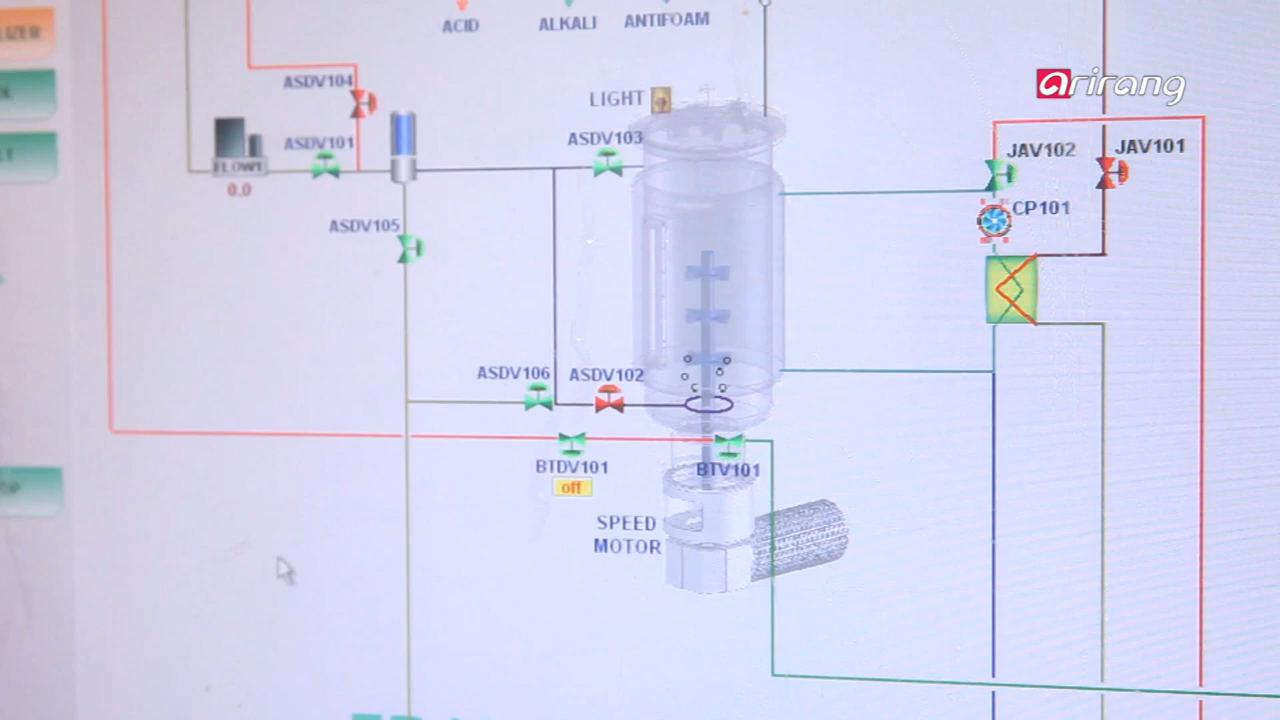 ACID
ALKALI
ANTIFOAM
arirang
ASDV104
LIGHT
ASDV101
ASDV103
JAV102
JAV101
FLOW1
0.0
CP101
ASDV105
ASDV106
ASDV102
BTDV101
off
BTV101
SPEED
MOTOR